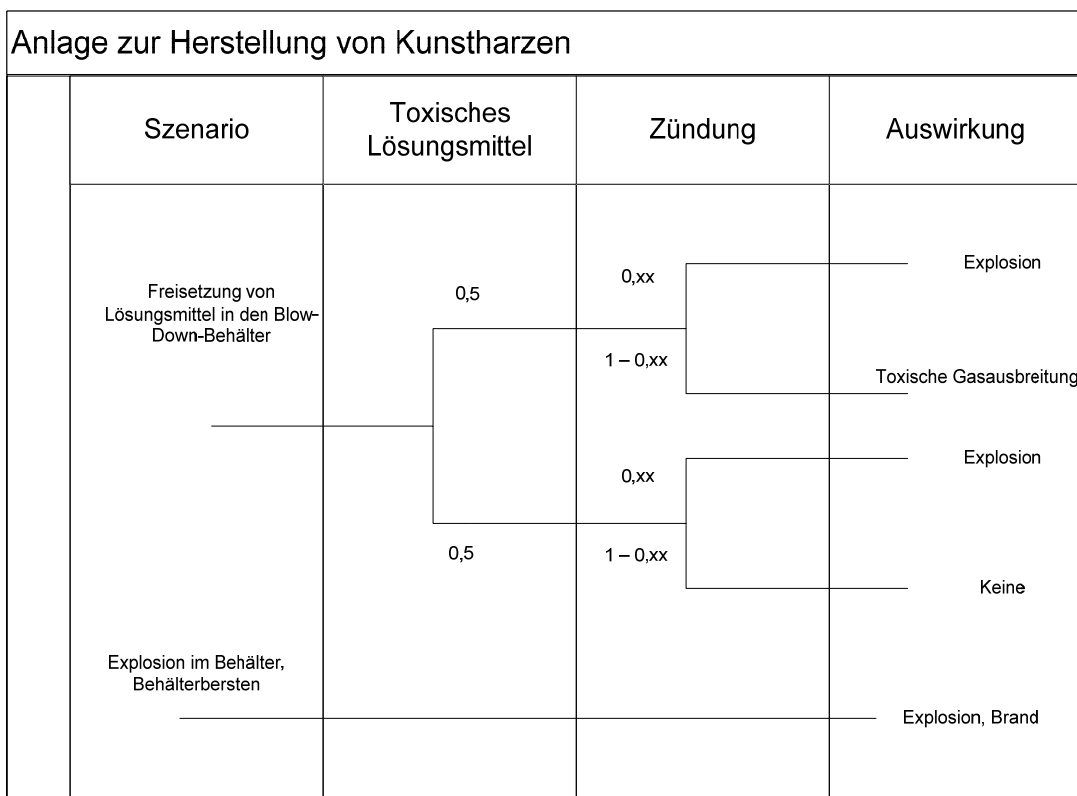 Anlage zur Herstellung von Kunstharzen
Szenario
Toxisches
Lösungsmittel
Zündung
Auswirkung
Freisetzung von
Lösungsmittel in den Blow-
Down-Behälter
0,5
0,xx
Explosion
1 – 0,xx
Toxische Gasausbreitung
0,xx
Explosion
0,5
1 – 0,xx
Keine
Explosion im Behälter,
Behälterbersten
Explosion, Brand